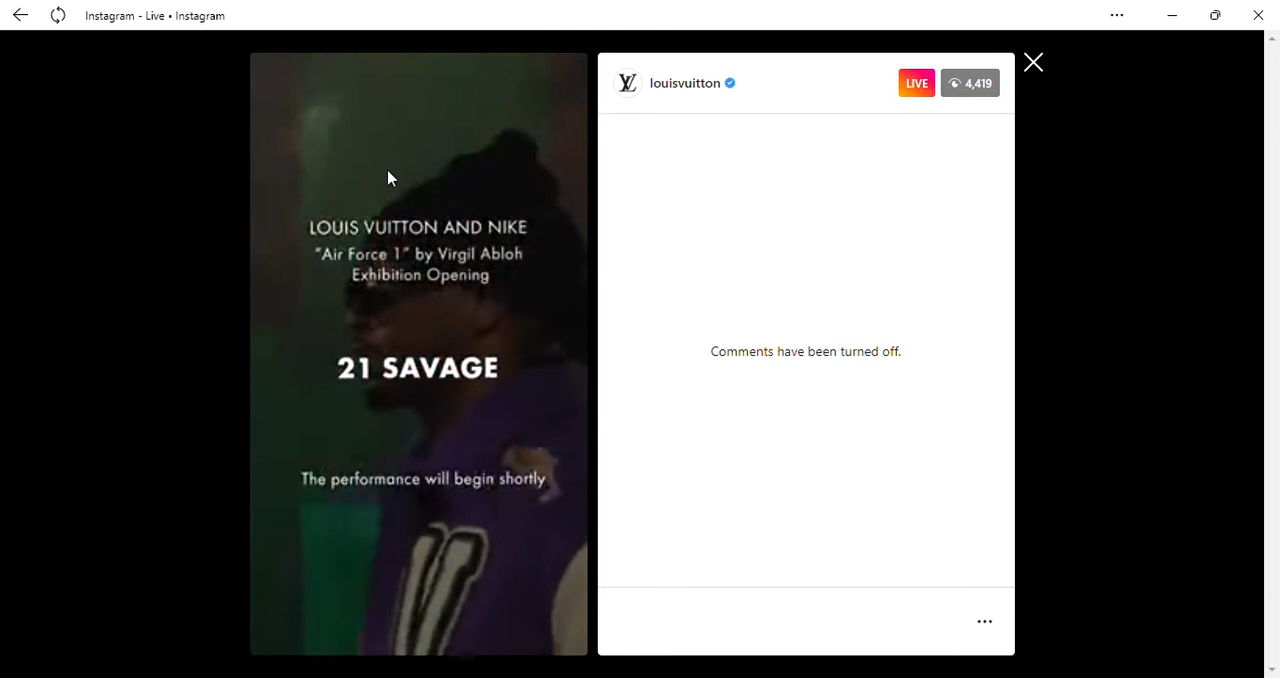 Instagram - Live • Instagram
LOUIS VUITTON AND NIKE
"Air Force 1" by Virgil Abloh
Exhibition Opening
21 SAVAGE
The performance will begin shortly
LV louisvuitton
LIVE 4,419
Comments have been turned off.